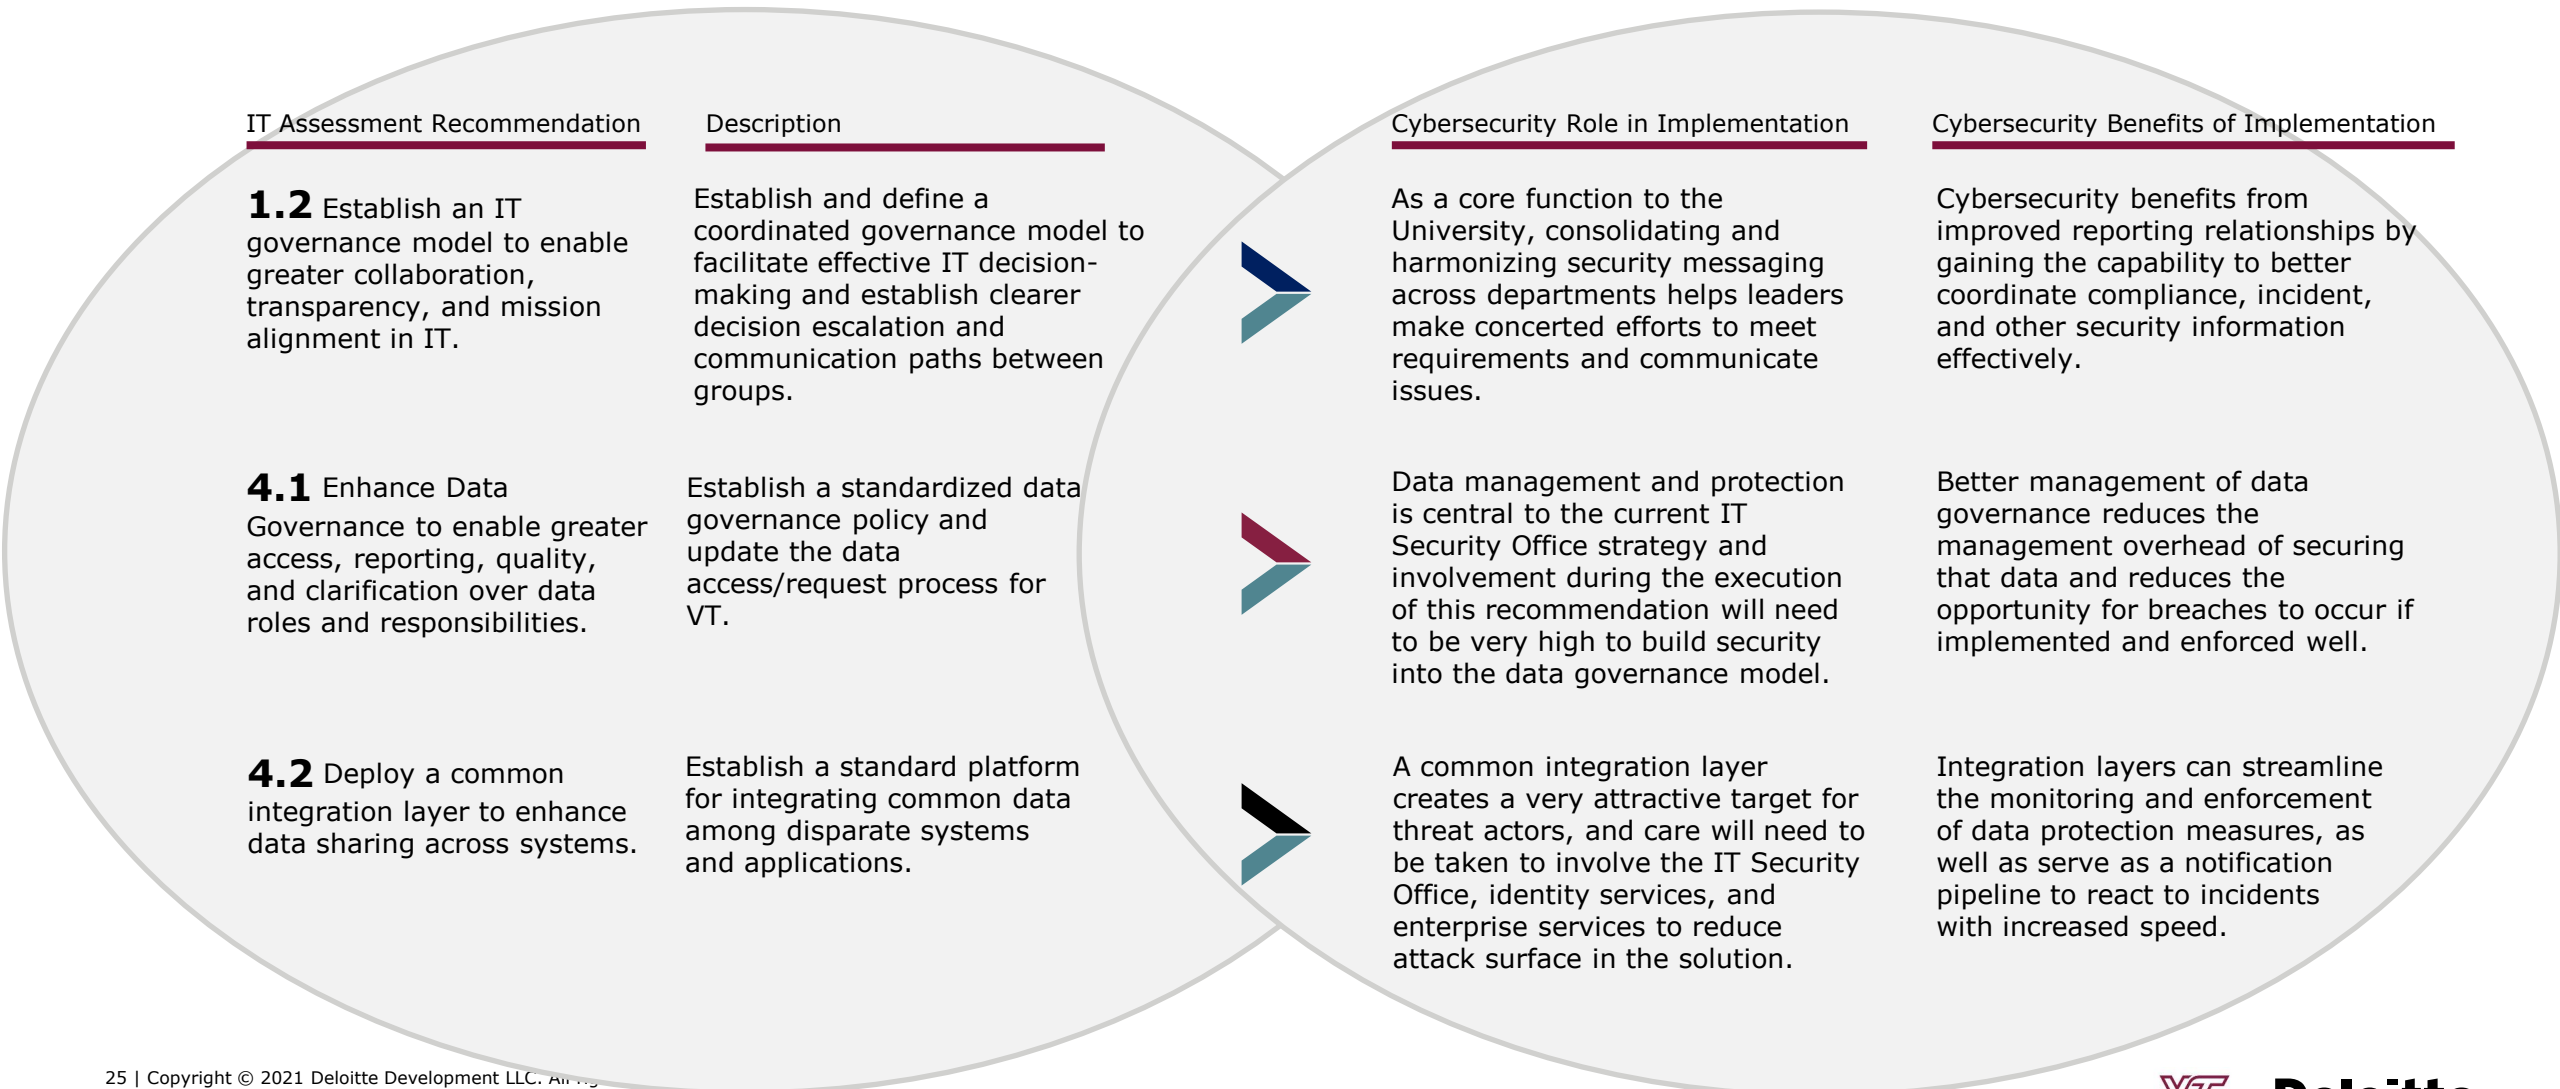 IT Assessment Recommendation
Description
Cybersecurity Role in Implementation
Cybersecurity Benefits of Implementation
1.2 Establish an IT
governance model to enable
greater collaboration,
transparency, and mission
alignment in IT.
Establish and define a
coordinated governance model to
facilitate effective IT decision-
making and establish clearer
decision escalation and
communication paths between
groups.
As a core function to the
University, consolidating and
harmonizing security messaging
across departments helps leaders
make concerted efforts to meet
requirements and communicate
issues.
Cybersecurity benefits from
improved reporting relationships by
gaining the capability to better
coordinate compliance, incident,
and other security information
effectively.
4.1 Enhance Data
Governance to enable greater
access, reporting, quality,
and clarification over data
roles and responsibilities.
Establish a standardized data
governance policy and
update the data
access/request process for
VT.
Data management and protection
is central to the current IT
Security Office strategy and
involvement during the execution
of this recommendation will need
to be very high to build security
into the data governance model.
Better management of data
governance reduces the
management overhead of securing
that data and reduces the
opportunity for breaches to occur if
implemented and enforced well.
4.2 Deploy a common
integration layer to enhance
data sharing across systems.
Establish a standard platform
for integrating common data
among disparate systems
and applications.
A common integration layer
creates a very attractive target for
threat actors, and care will need to
be taken to involve the IT Security
Office, identity services, and
enterprise services to reduce
attack surface in the solution.
Integration layers can streamline
the monitoring and enforcement
of data protection measures, as
well as serve as a notification
pipeline to react to incidents
with increased speed.
25 | Copyright © 2021 Deloitte Development LLC. All
VT
Deloitte